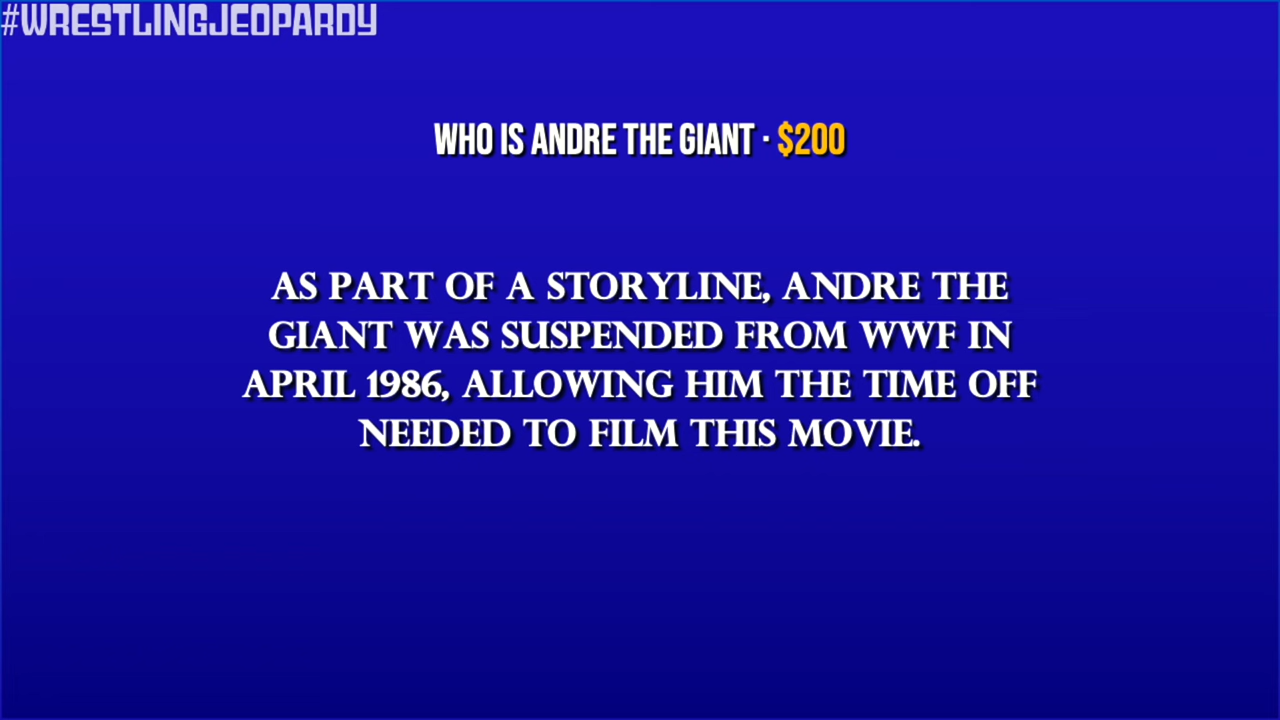 #WRESTLINGJEOPARDY
WHO IS ANDRE THE GIANT · $200
AS PART OF A STORYLINE, ANDRE THE
GIANT WAS SUSPENDED FROM WWF IN
APRIL 1986, ALLOWING HIM THE TIME OFF
NEEDED TO FILM THIS MOVIE.